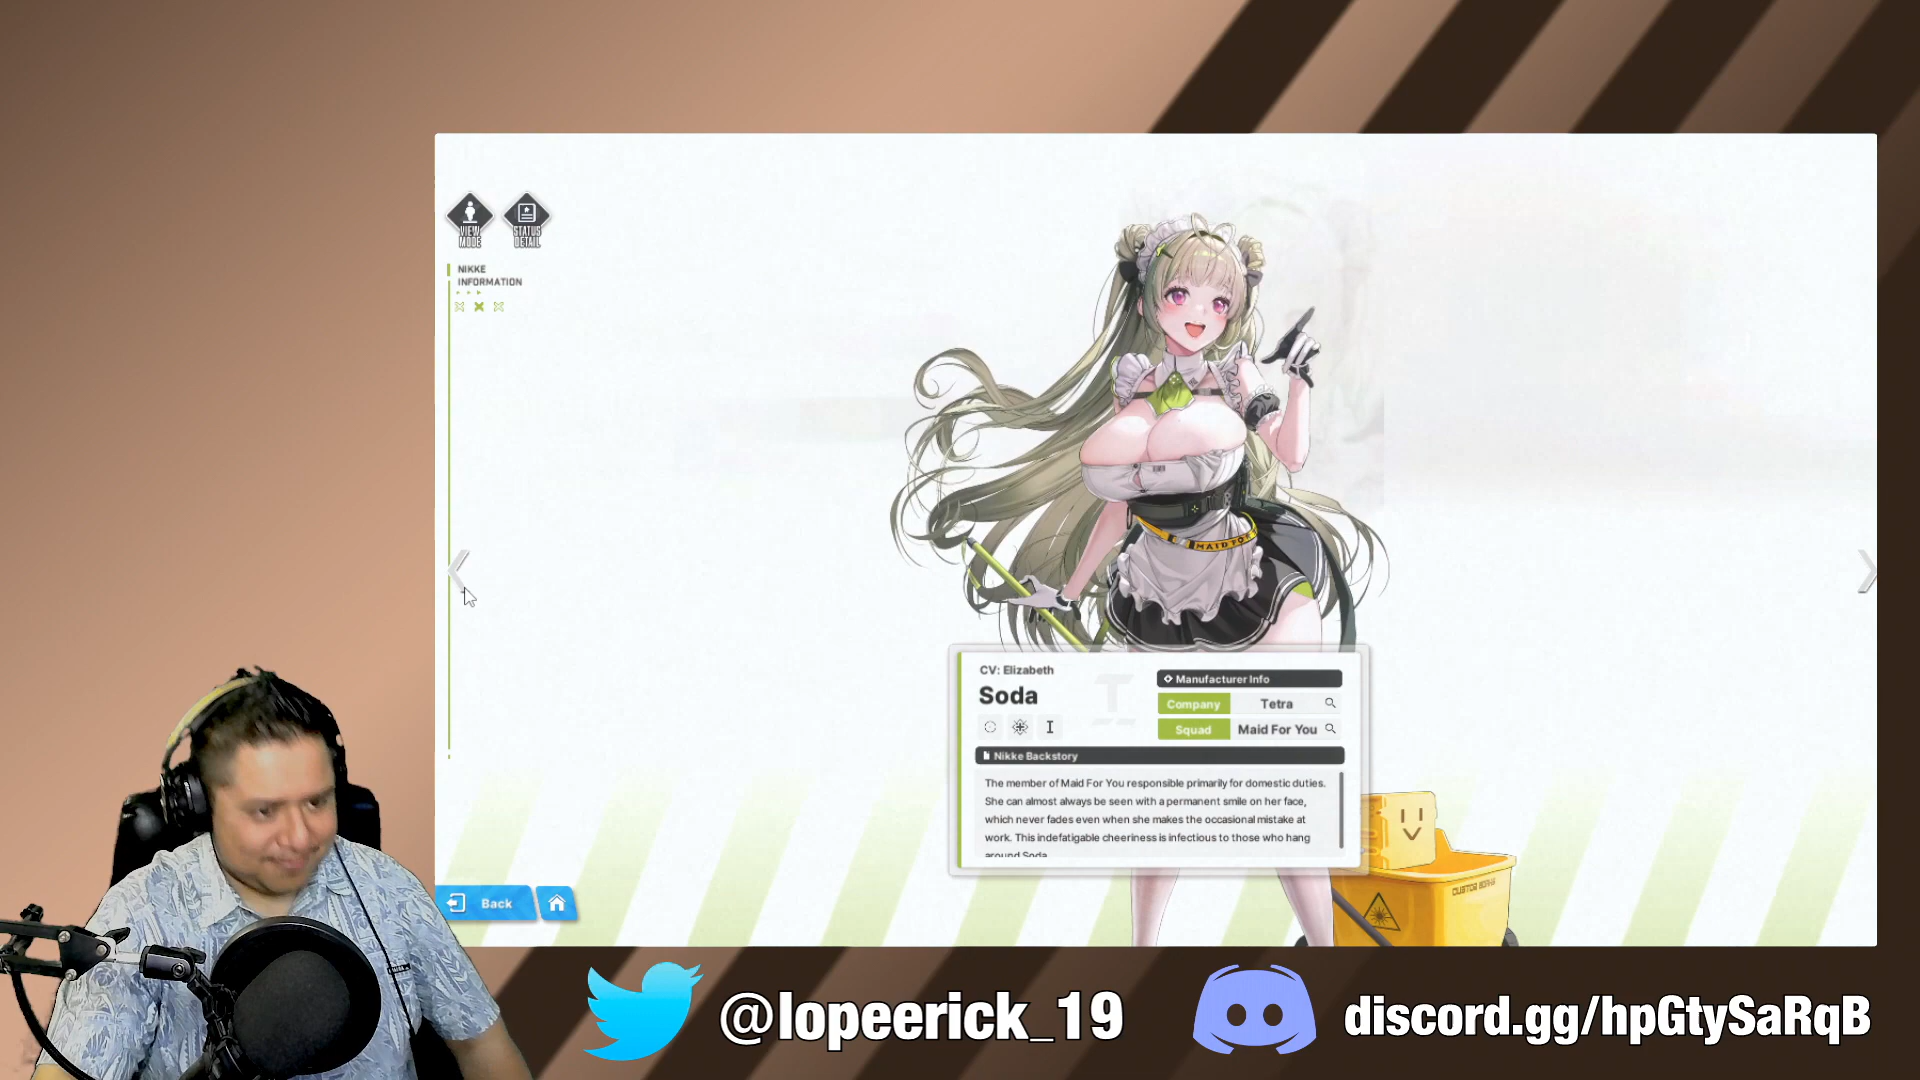 VIEW
MODE
STATUS
DETAIL
NIKKE
INFORMATION
MAID FOR
CV: Elizabeth
Soda
Manufacturer Info
Company Tetra
Squad Maid For You
Nikke Backstory
The member of Maid For You responsible primarily for domestic duties.
She can almost always be seen with a permanent smile on her face,
which never fades even when she makes the occasional mistake at
work. This indefatigable cheeriness is infectious to those who hang
around Soda
Back
@lopeerick_19
discord.gg/hpGtySaRqB